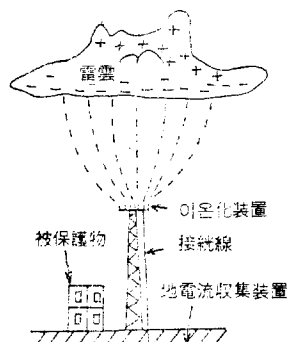 雷雲
이온化装置
被保護物
接続線
地電流収集装置